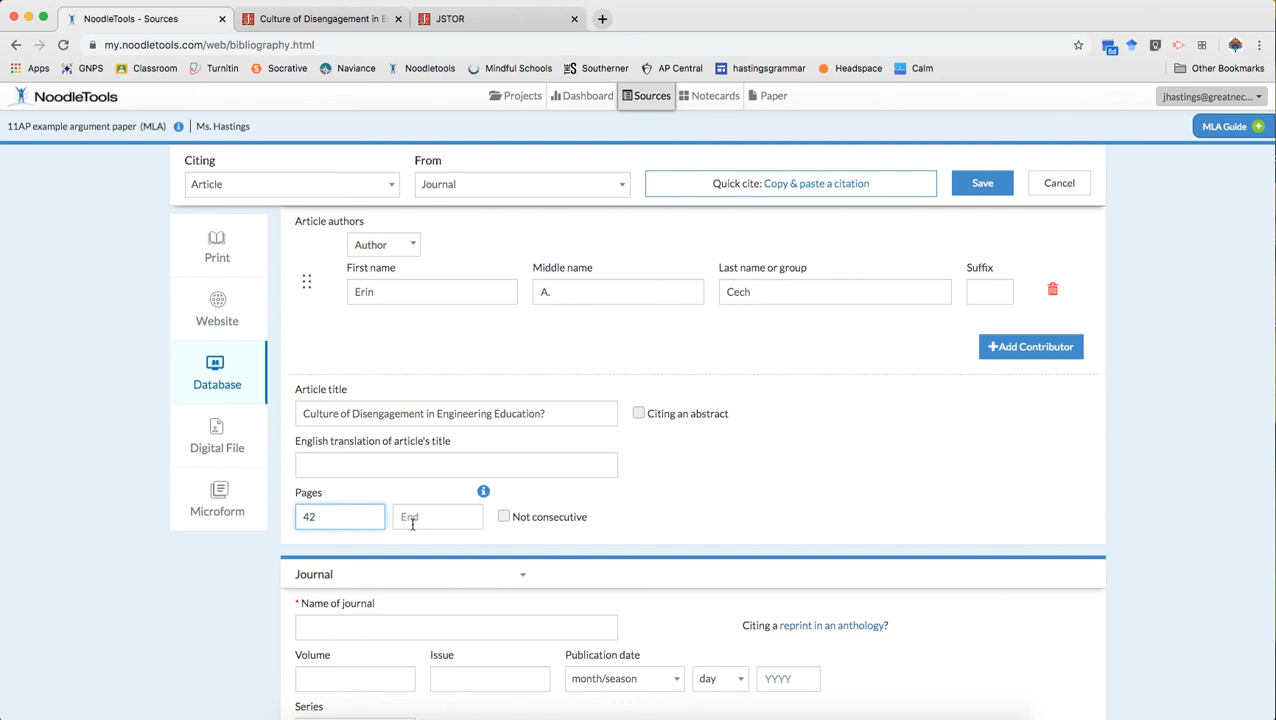 NoodleTools - Sources
Culture of Disengagement in E
JSTOR
my.noodletools.com/web/bibliography.html
6d
Apps GNPS Classroom Turnitin Socrative Naviance Noodletools Mindful Schools Southerner AP Central hastingsgrammar Headspace Calm Other Bookmarks
NoodleTools Projects Dashboard Sources Notecards Paper jhastings@greatnec...
11AP example argument paper (MLA) Ms. Hastings MLA Guide
Citing From
Article Journal Quick cite: Copy & paste a citation Save Cancel
Print
Website
Database
Digital File
Microform
Article authors
Author
First name Middle name Last name or group Suffix
Erin A. Cech
+Add Contributor
Article title
Culture of Disengagement in Engineering Education? Citing an abstract
English translation of article's title
Pages
42 End Not consecutive
Journal
* Name of journal
Citing a reprint in an anthology?
Volume Issue Publication date
month/season day YYYY
Series